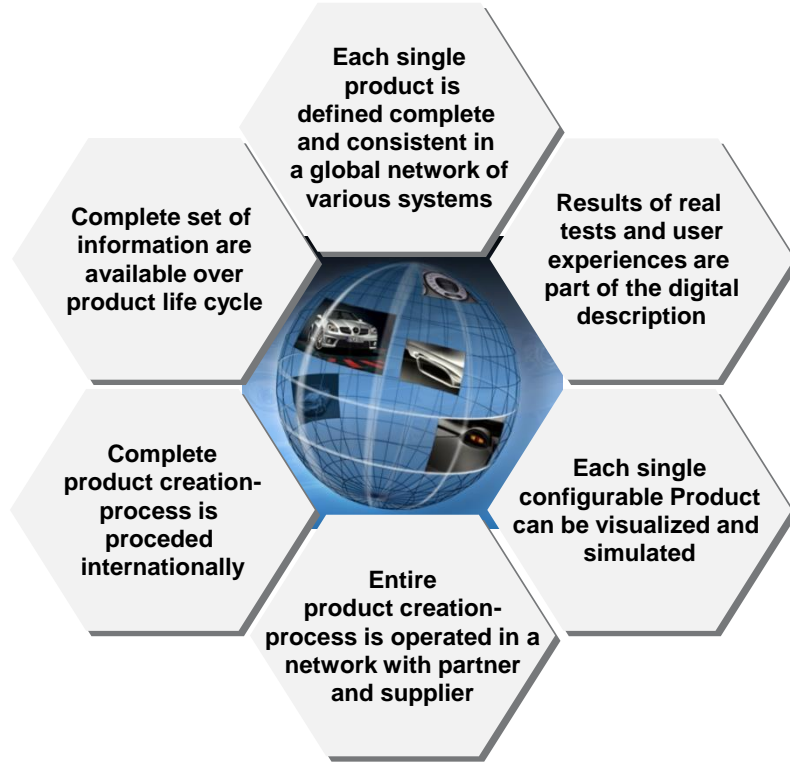 Each single
product is
defined complete
and consistent in
a global network of
various systems
Results of real
tests and user
experiences are
part of the digital
description
Each single
configurable Product
can be visualized and
simulated
Entire
product creation-
process is operated in a
network with partner
and supplier
Complete
product creation-
process is
proceded
internationally
Complete set of
information are
available over
product life cycle